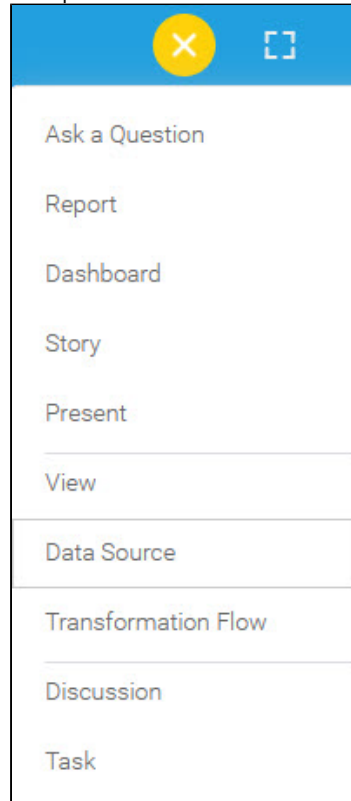 Ask a Question
Report
Dashboard
Story
Present
View
Data Source
Transformation Flow
Discussion
Task